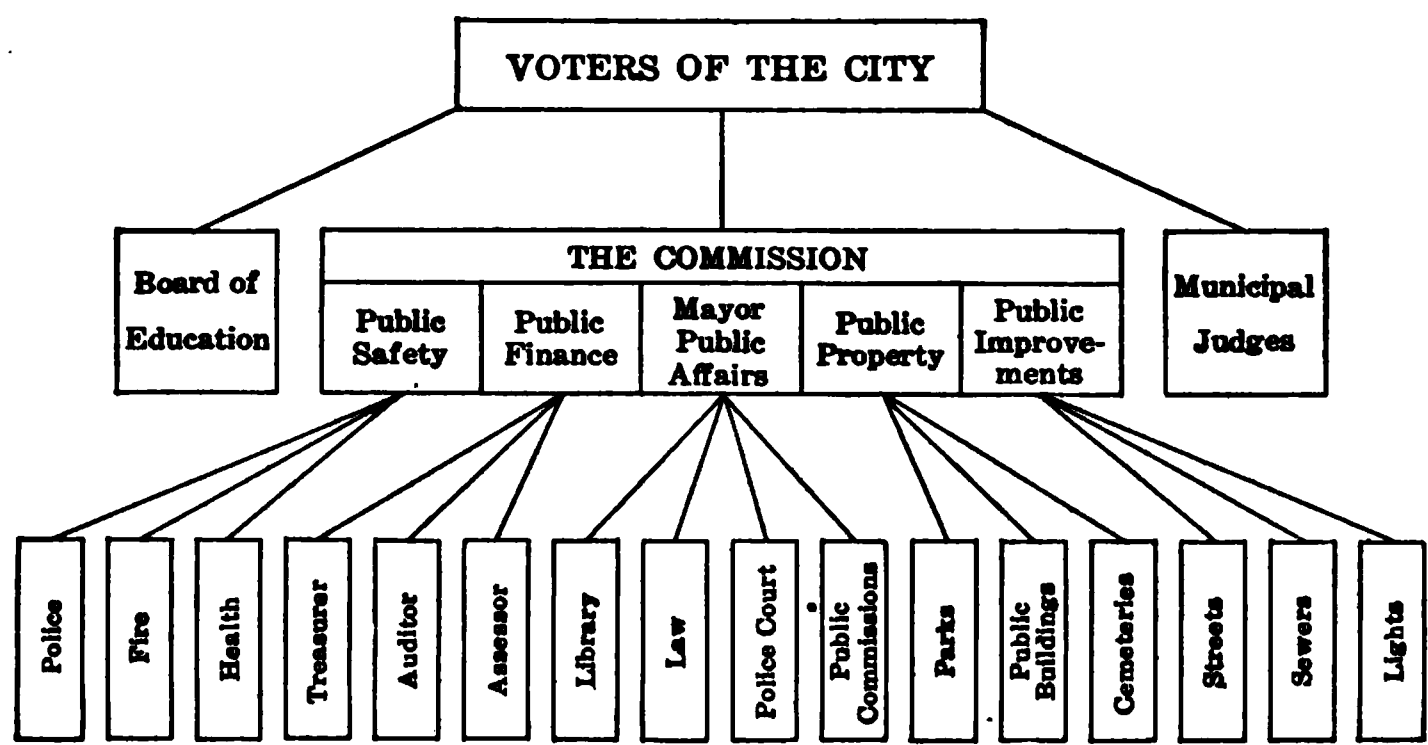 VOTERS OF THE CITY
Board of
Education
THE COMMISSION
Public
Safety
Public
Finance
Mayor
Public
Affairs
Public
Property
Public
Improve-
ments
Municipal
Judges
Police
Fire
Health
Treasurer
Auditor
Assessor
Library
Law
Police Court
Public
Commissions
Parks
Public
Buildings
Cemeteries
Streets
Sewers
Lights